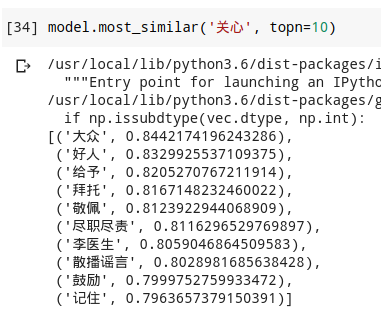 [34] model.most_similar('关心', topn=10)
/usr/local/lib/python3.6/dist-packages/i
"""Entry point for launching an IPytho
/usr/local/lib/python3.6/dist-packages/g
if np.issubdtype(vec.dtype, np.int):
[('大众', 0.8442174196243286),
('好人', 0.8329925537109375),
('给予', 0.8205270767211914),
('拜托', 0.8167148232460022),
('敬佩', 0.8123922944068909),
('尽职尽责', 0.8116296529769897),
('李医生', 0.8059046864509583),
('散播谣言', 0.8028981685638428),
('鼓励', 0.7999752759933472),
('记住', 0.7963657379150391)]